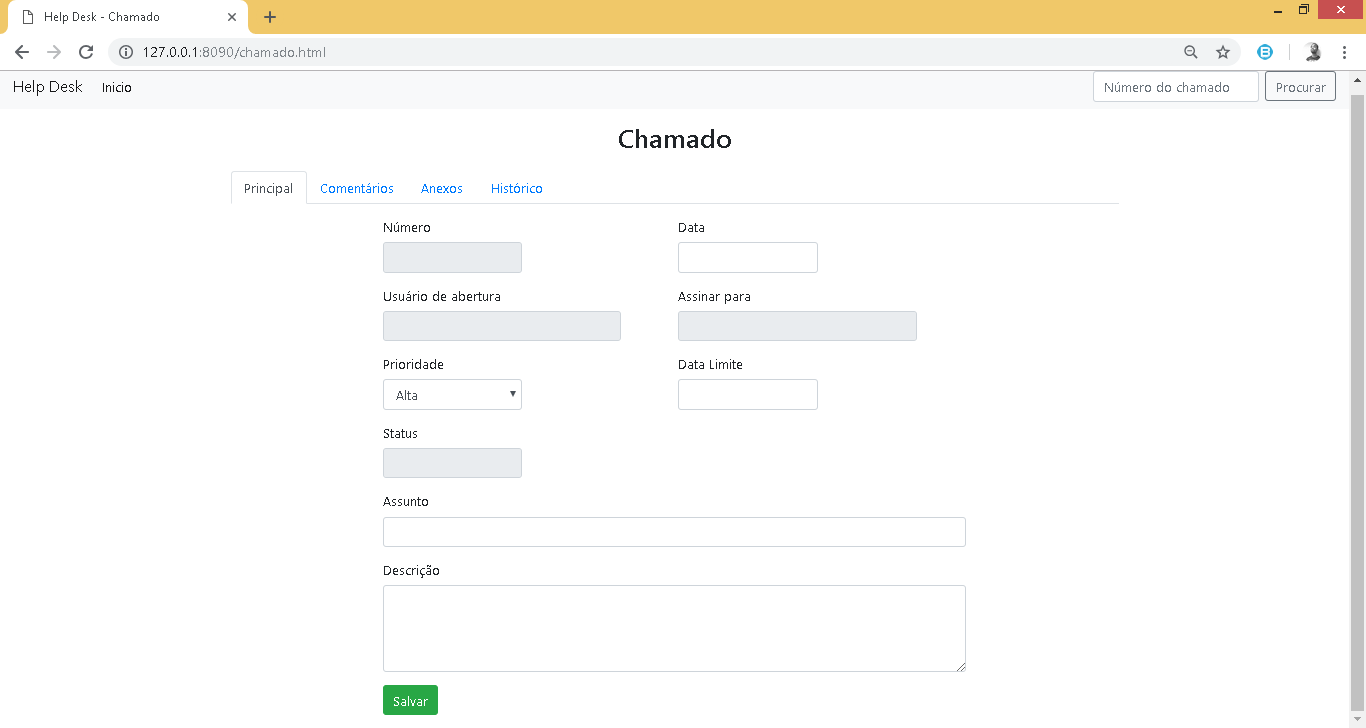 Help Desk - Chamado
127.0.0.1:8090/chamado.html
Help Desk Inicio Número do chamado Procurar
Chamado
Principal Comentários Anexos Histórico
Número Data
Usuário de abertura Assinar para
Prioridade Data Limite
Alta
Status
Assunto
Descrição
Salvar